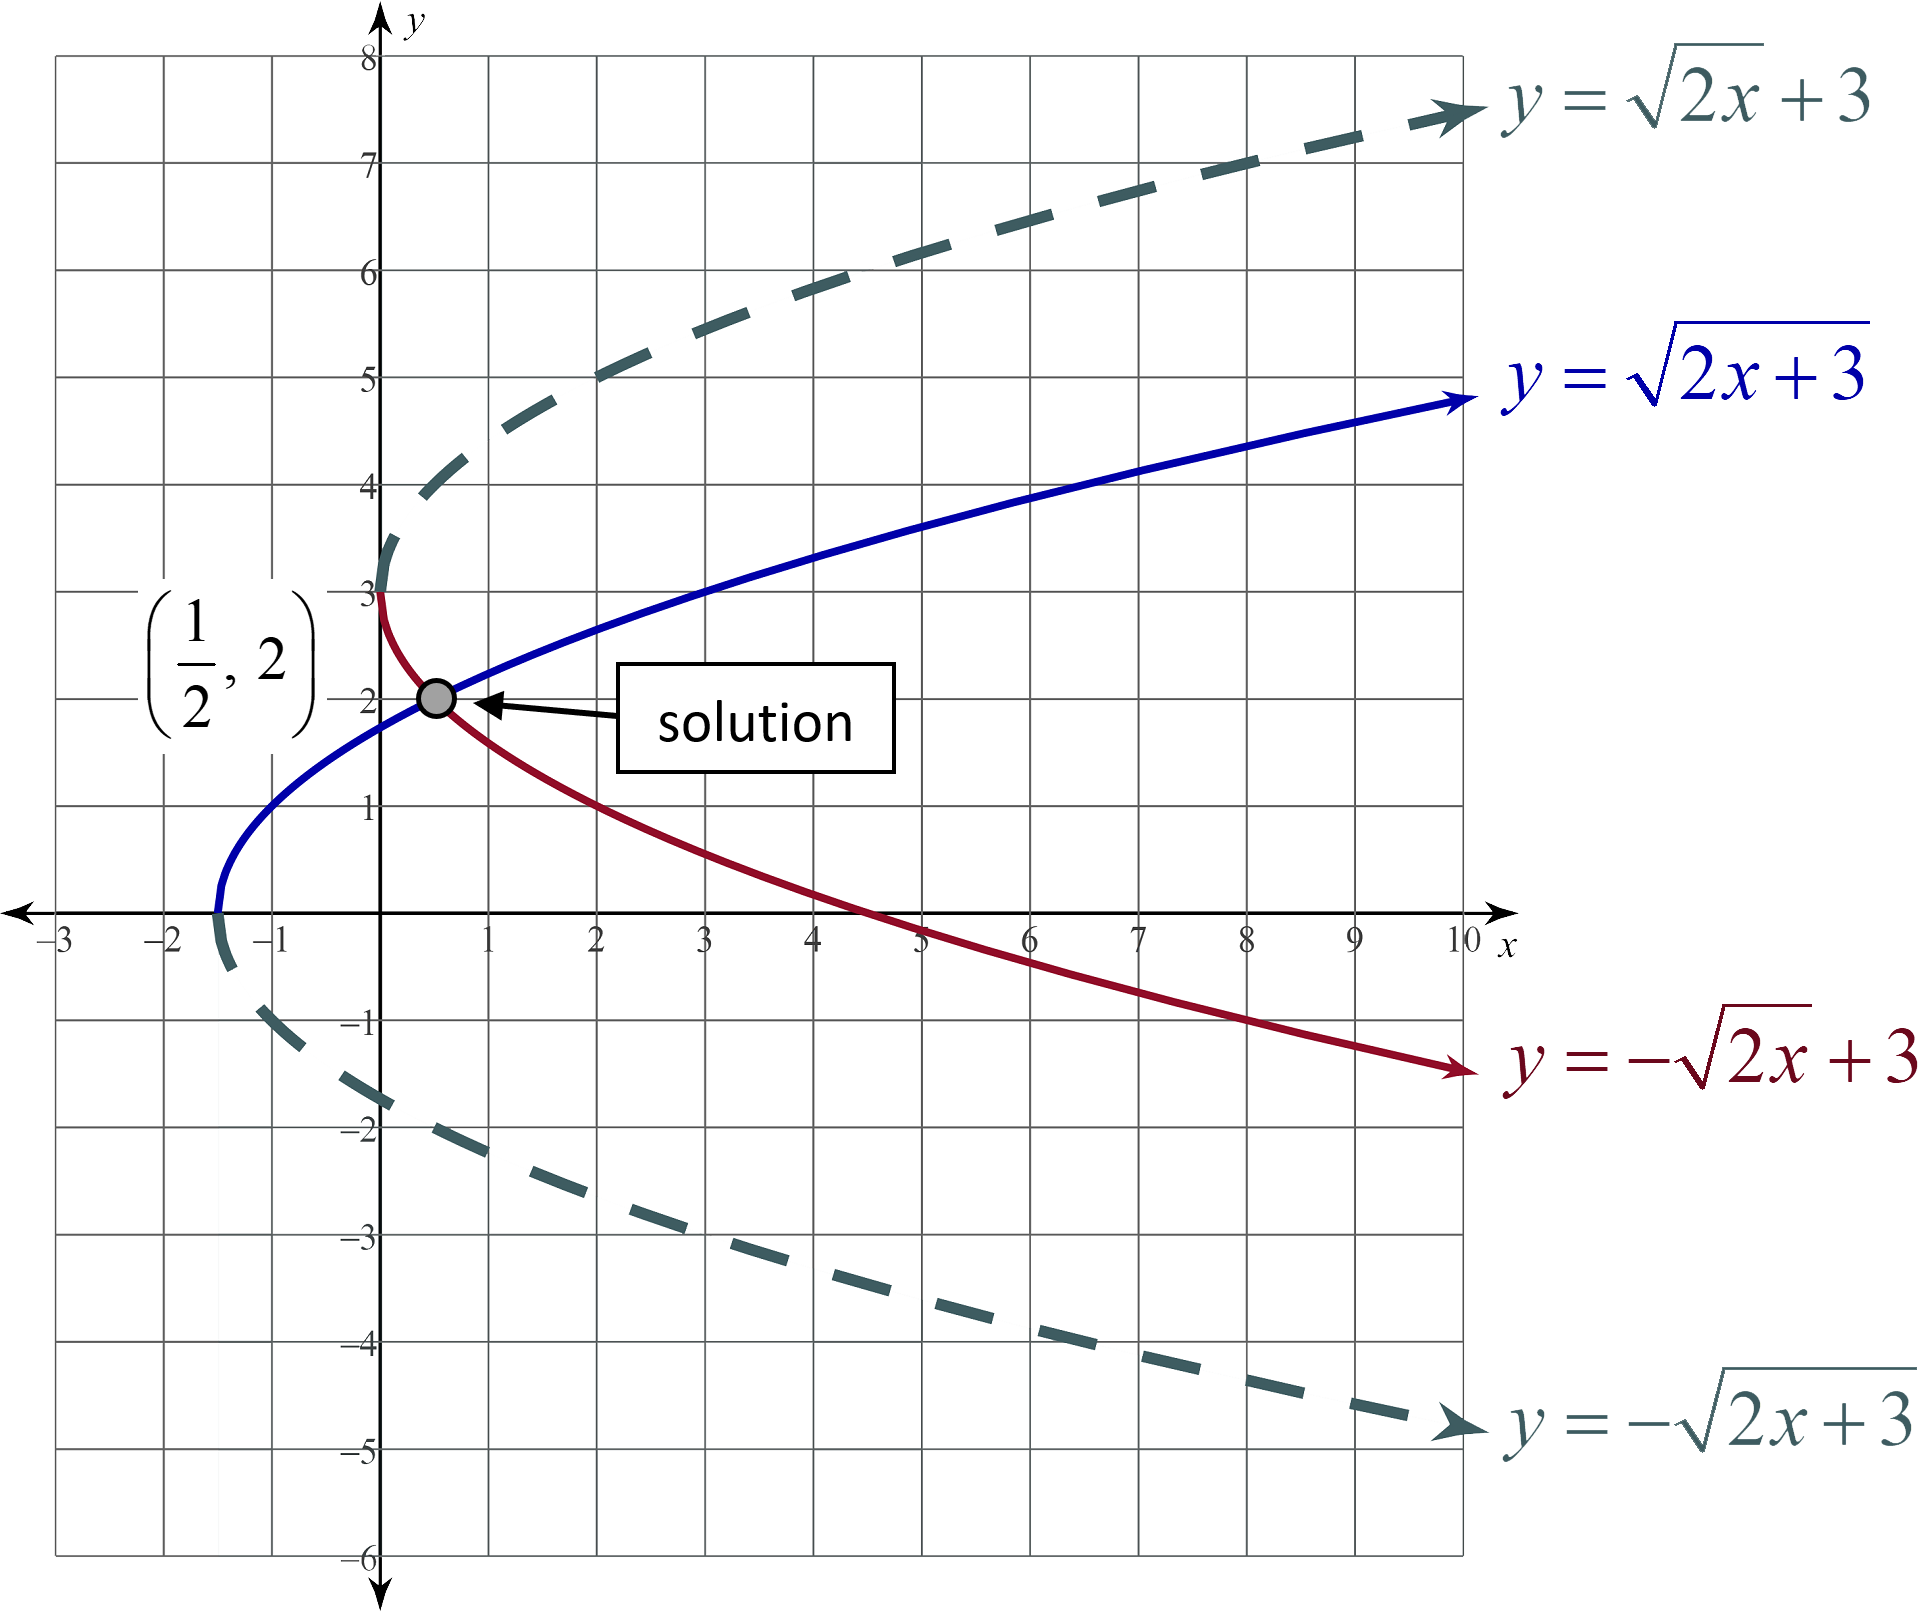 y
8
y = √2x + 3
7
6
y = √2x + 3
5
4
3
(1/2, 2)
2
solution
1
−3 −2 −1 1 2 3 4 5 6 7 8 9 10 x
−1
y = −√2x + 3
−2
−3
−4
y = −√2x + 3
−5
−6